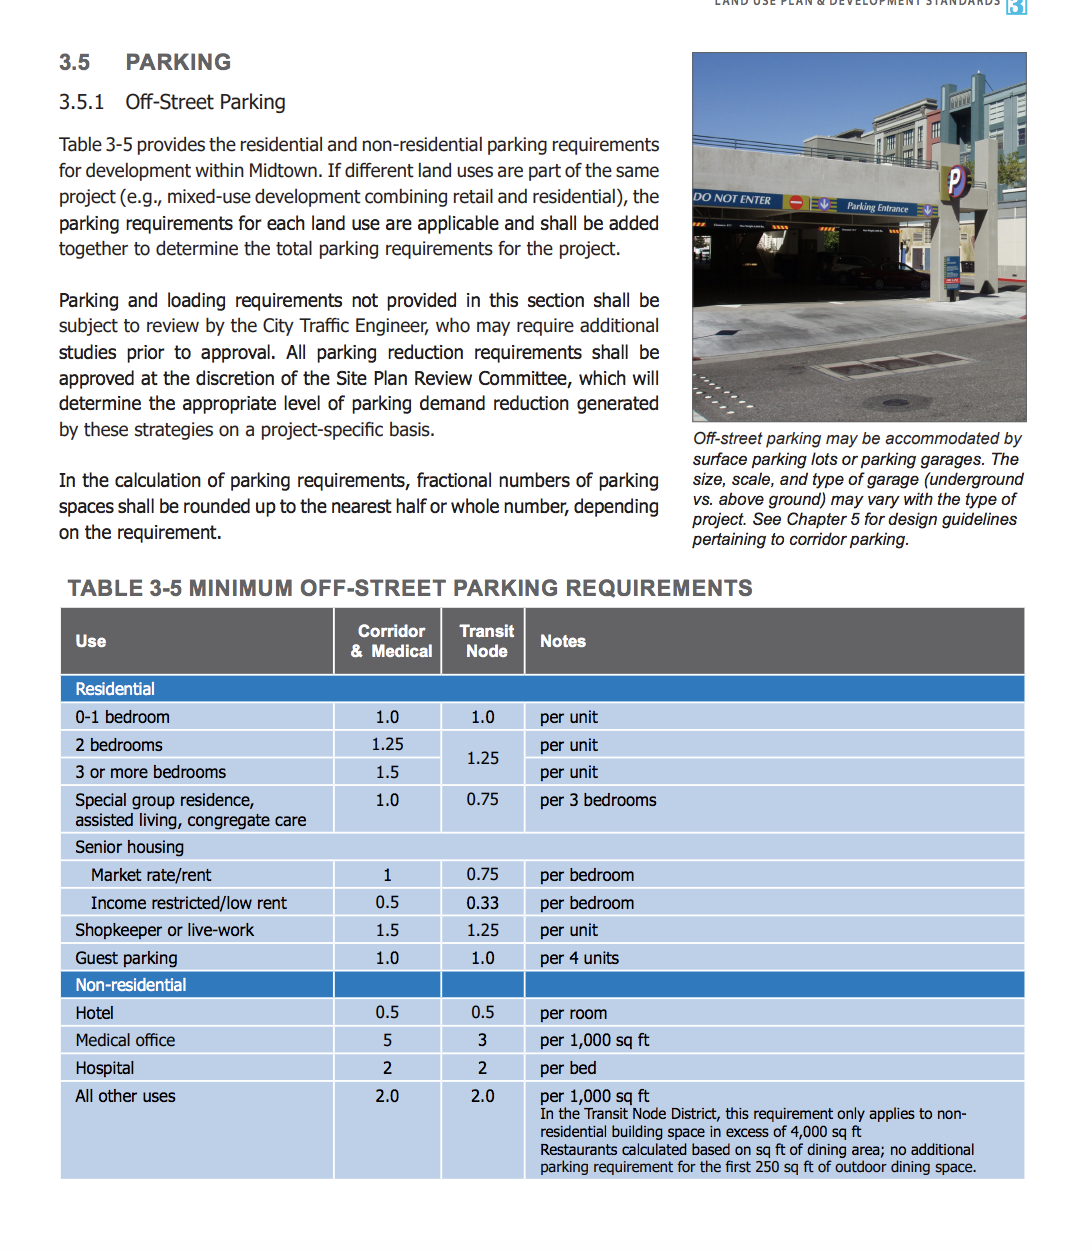 LAND USE PLAN & DEVELOPMENT STANDARDS 3
3.5 PARKING
3.5.1 Off-Street Parking
Table 3-5 provides the residential and non-residential parking requirements
for development within Midtown. If different land uses are part of the same
project (e.g., mixed-use development combining retail and residential), the
parking requirements for each land use are applicable and shall be added
together to determine the total parking requirements for the project.
Parking and loading requirements not provided in this section shall be
subject to review by the City Traffic Engineer, who may require additional
studies prior to approval. All parking reduction requirements shall be
approved at the discretion of the Site Plan Review Committee, which will
determine the appropriate level of parking demand reduction generated
by these strategies on a project-specific basis.
In the calculation of parking requirements, fractional numbers of parking
spaces shall be rounded up to the nearest half or whole number, depending
on the requirement.
DO NOT ENTER
Parking Entrance
P
Off-street parking may be accommodated by
surface parking lots or parking garages. The
size, scale, and type of garage (underground
vs. above ground) may vary with the type of
project. See Chapter 5 for design guidelines
pertaining to corridor parking.
TABLE 3-5 MINIMUM OFF-STREET PARKING REQUIREMENTS
Use Corridor & Medical Transit Node Notes
Residential
0-1 bedroom 1.0 1.0 per unit
2 bedrooms 1.25 1.25 per unit
3 or more bedrooms 1.5 per unit
Special group residence, 1.0 0.75 per 3 bedrooms
assisted living, congregate care
Senior housing
Market rate/rent 1 0.75 per bedroom
Income restricted/low rent 0.5 0.33 per bedroom
Shopkeeper or live-work 1.5 1.25 per unit
Guest parking 1.0 1.0 per 4 units
Non-residential
Hotel 0.5 0.5 per room
Medical office 5 3 per 1,000 sq ft
Hospital 2 2 per bed
All other uses 2.0 2.0 per 1,000 sq ft
In the Transit Node District, this requirement only applies to non-
residential building space in excess of 4,000 sq ft
Restaurants calculated based on sq ft of dining area; no additional
parking requirement for the first 250 sq ft of outdoor dining space.